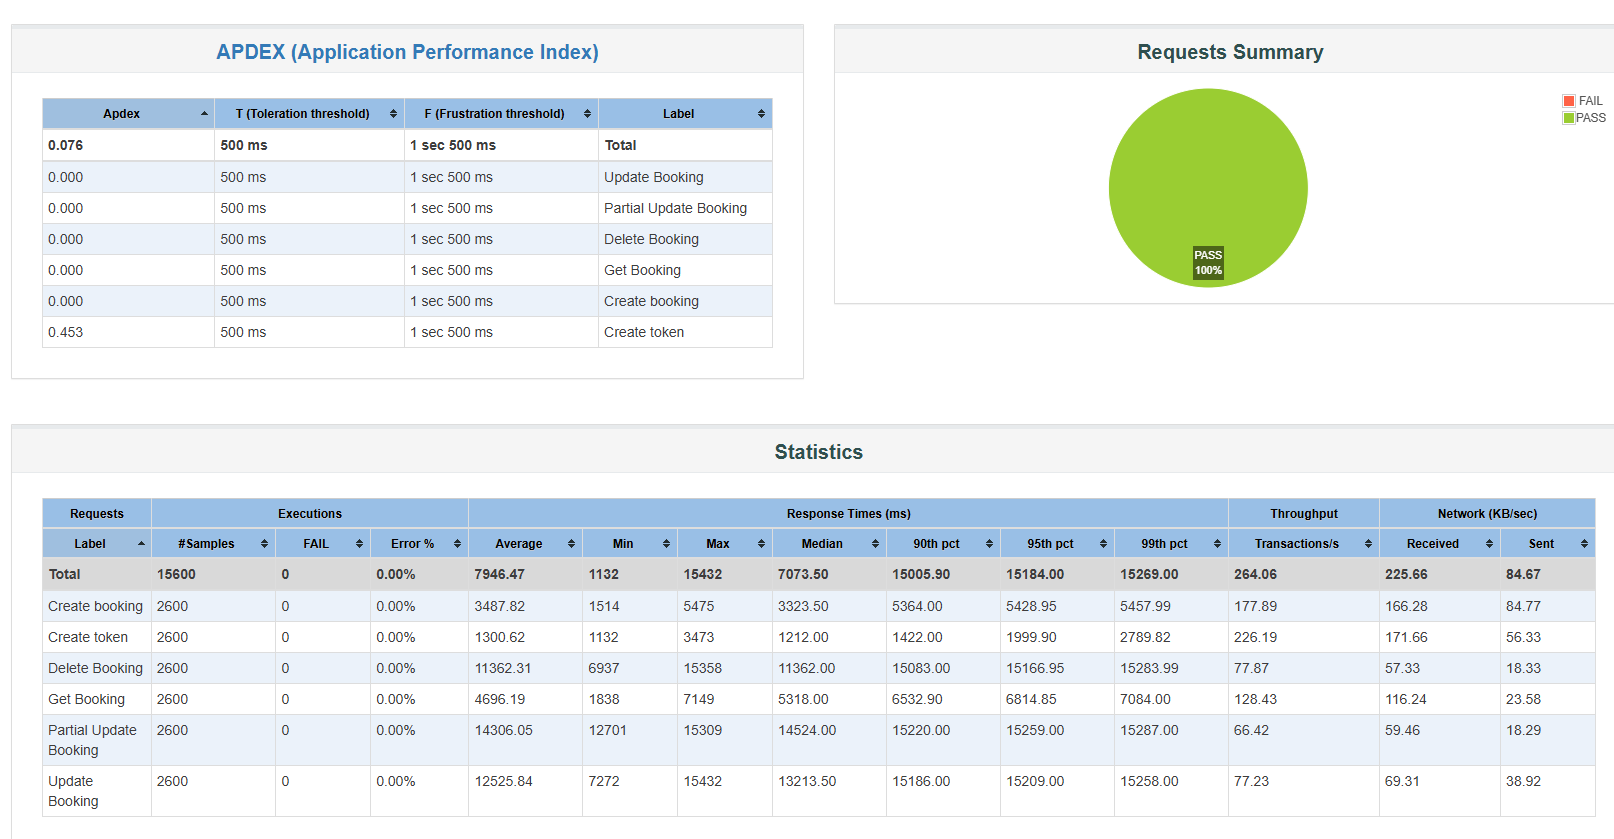 APDEX (Application Performance Index)
Apdex T (Toleration threshold) F (Frustration threshold) Label
0.076 500 ms 1 sec 500 ms Total
0.000 500 ms 1 sec 500 ms Update Booking
0.000 500 ms 1 sec 500 ms Partial Update Booking
0.000 500 ms 1 sec 500 ms Delete Booking
0.000 500 ms 1 sec 500 ms Get Booking
0.000 500 ms 1 sec 500 ms Create booking
0.453 500 ms 1 sec 500 ms Create token
Requests Summary
FAIL
PASS
PASS
100%
Statistics
Requests Executions Response Times (ms) Throughput Network (KB/sec)
Label #Samples FAIL Error % Average Min Max Median 90th pct 95th pct 99th pct Transactions/s Received Sent
Total 15600 0 0.00% 7946.47 1132 15432 7073.50 15005.90 15184.00 15269.00 264.06 225.66 84.67
Create booking 2600 0 0.00% 3487.82 1514 5475 3323.50 5364.00 5428.95 5457.99 177.89 166.28 84.77
Create token 2600 0 0.00% 1300.62 1132 3473 1212.00 1422.00 1999.90 2789.82 226.19 171.66 56.33
Delete Booking 2600 0 0.00% 11362.31 6937 15358 11362.00 15083.00 15166.95 15283.99 77.87 57.33 18.33
Get Booking 2600 0 0.00% 4696.19 1838 7149 5318.00 6532.90 6814.85 7084.00 128.43 116.24 23.58
Partial Update 2600 0 0.00% 14306.05 12701 15309 14524.00 15220.00 15259.00 15287.00 66.42 59.46 18.29
Booking
Update 2600 0 0.00% 12525.84 7272 15432 13213.50 15186.00 15209.00 15258.00 77.23 69.31 38.92
Booking